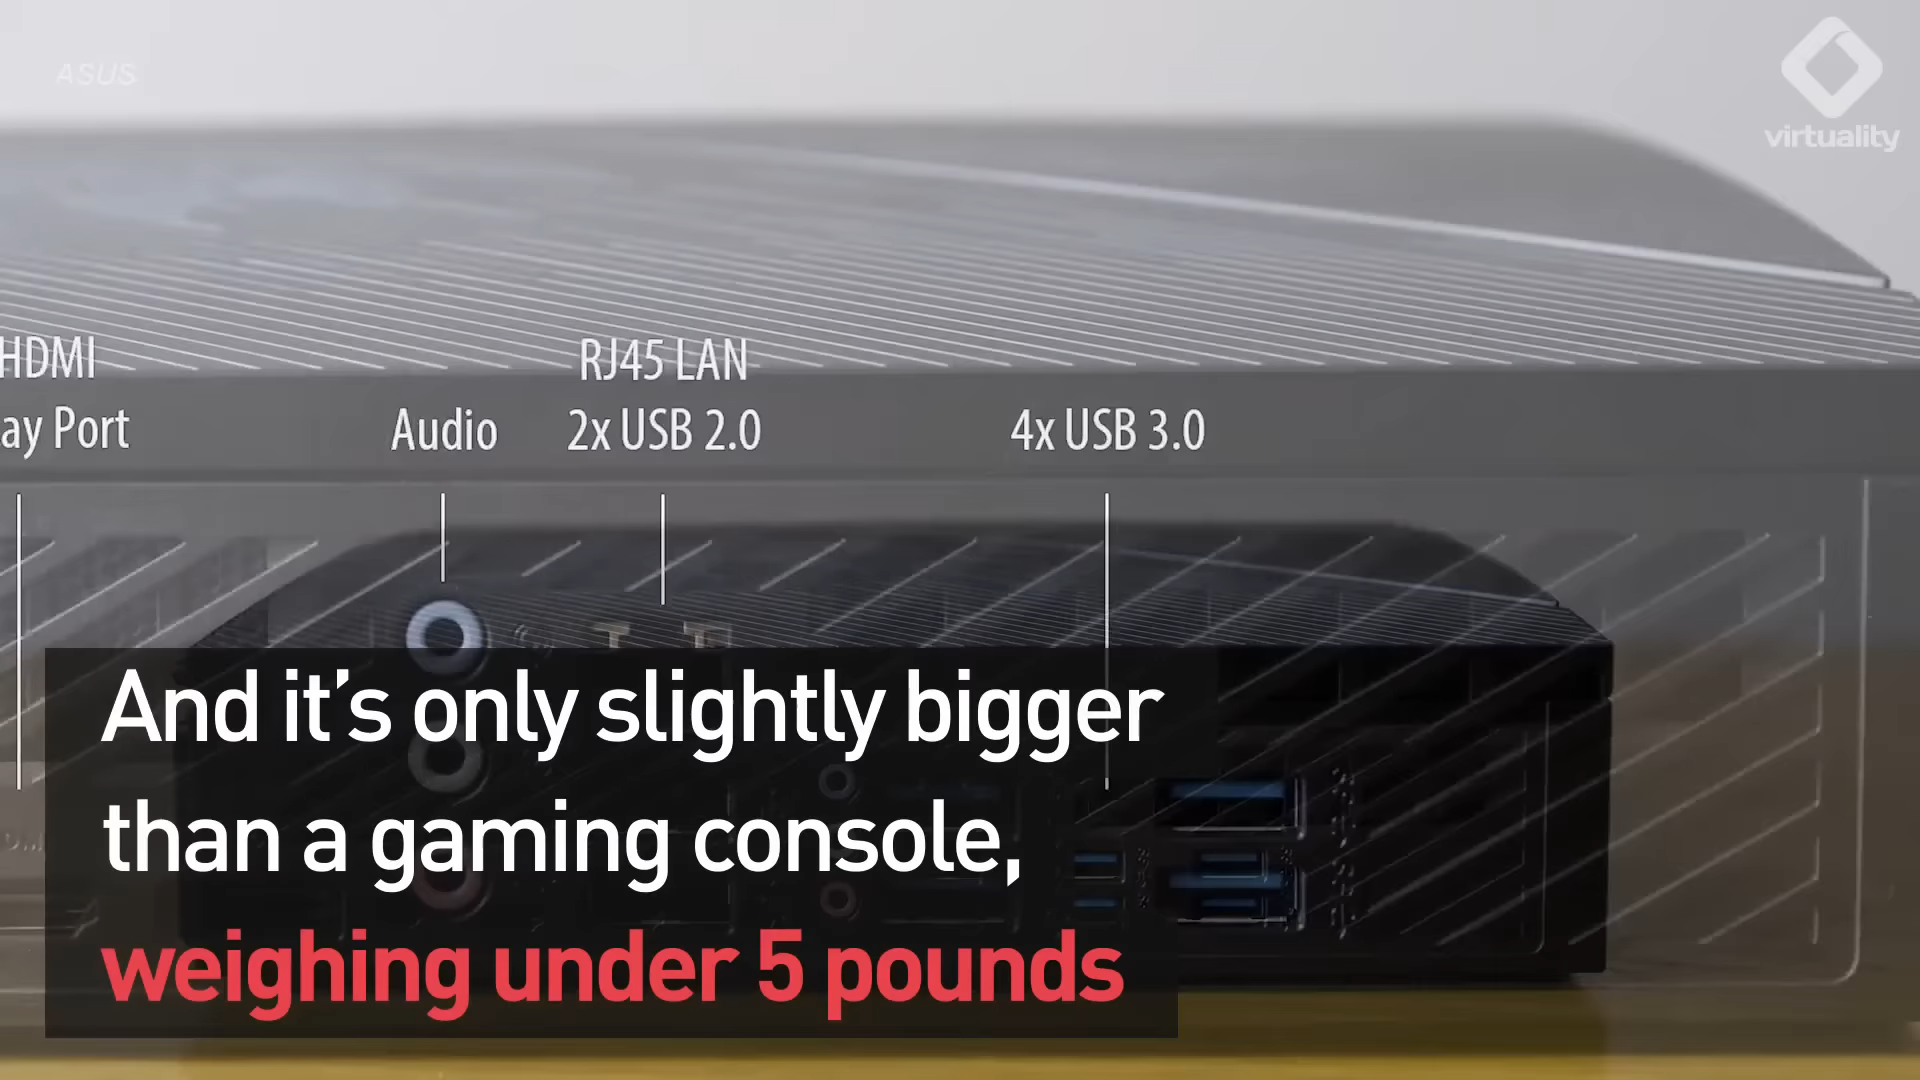 ASUS
virtuality
HDMI
RJ45 LAN
ay Port
Audio
2x USB 2.0
4x USB 3.0
And it’s only slightly bigger
than a gaming console,
weighing under 5 pounds